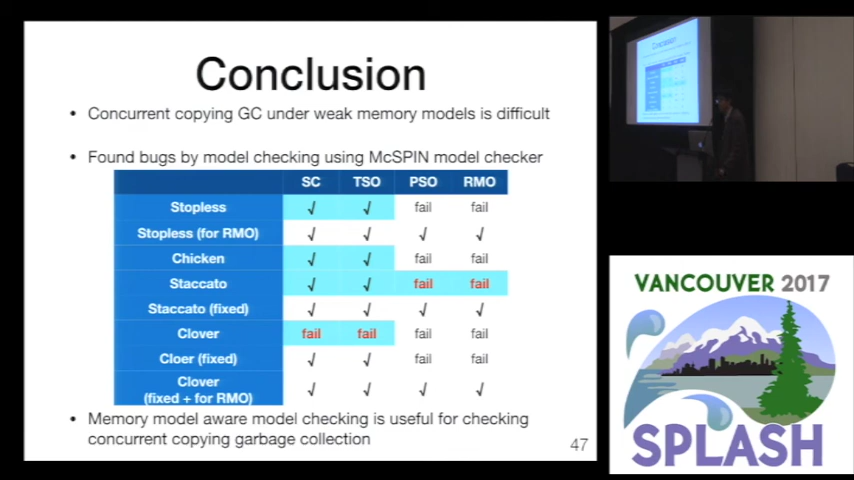 Conclusion
• Concurrent copying GC under weak memory models is difficult
• Found bugs by model checking using McSPIN model checker
SC TSO PSO RMO
Stopless √ √ fail fail
Stopless (for RMO) √ √ √ √
Chicken √ √ fail fail
Staccato √ √ fail fail
Staccato (fixed) √ √ √ √
Clover fail fail fail fail
Cloer (fixed) √ √ fail fail
Clover
(fixed + for RMO) √ √ √ √
• Memory model aware model checking is useful for checking
concurrent copying garbage collection
47
VANCOUVER 2017
SPLASH